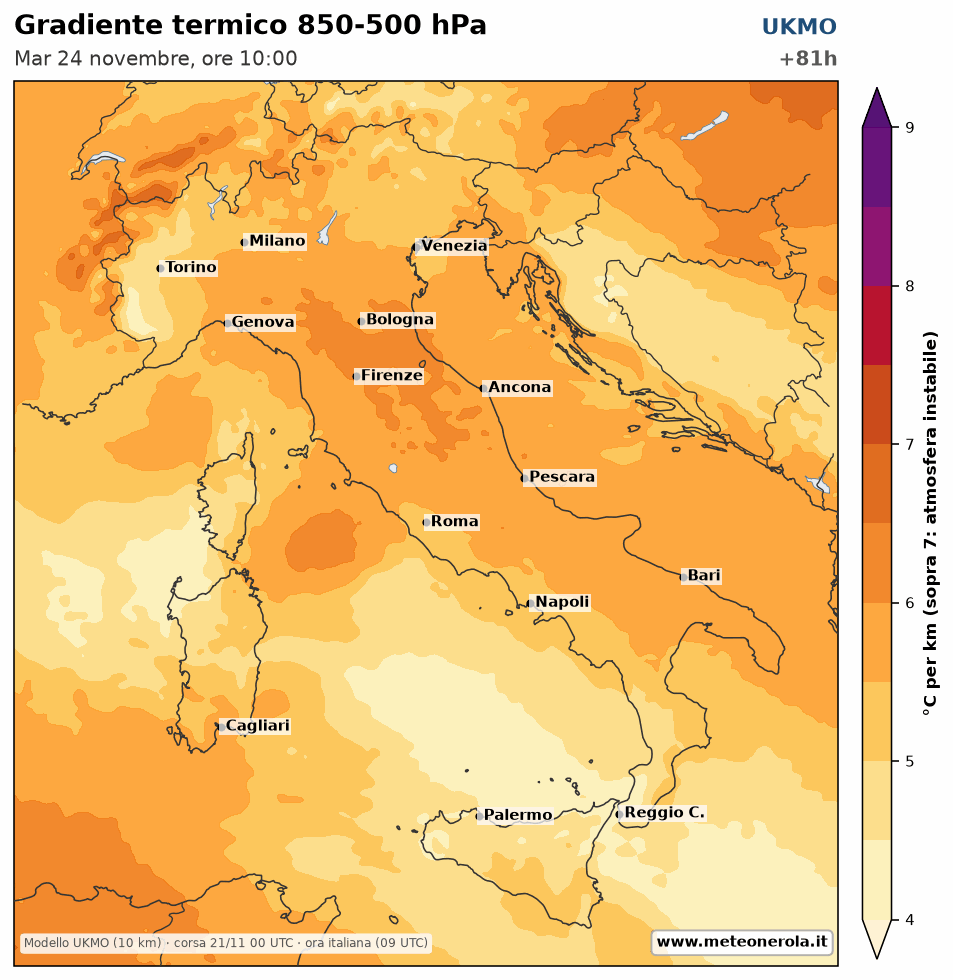 Gradiente termico 850-500 hPa
UKMO
Mar 24 novembre, ore 10:00
+81h
Milano
Venezia
Torino
Genova
Bologna
Firenze
Ancona
Pescara
Roma
Bari
Napoli
Cagliari
Palermo
Reggio C.
9
8
7
6
5
4
°C per km (sopra 7: atmosfera instabile)
Modello UKMO (10 km) · corsa 21/11 00 UTC · ora italiana (09 UTC)
www.meteonerola.it